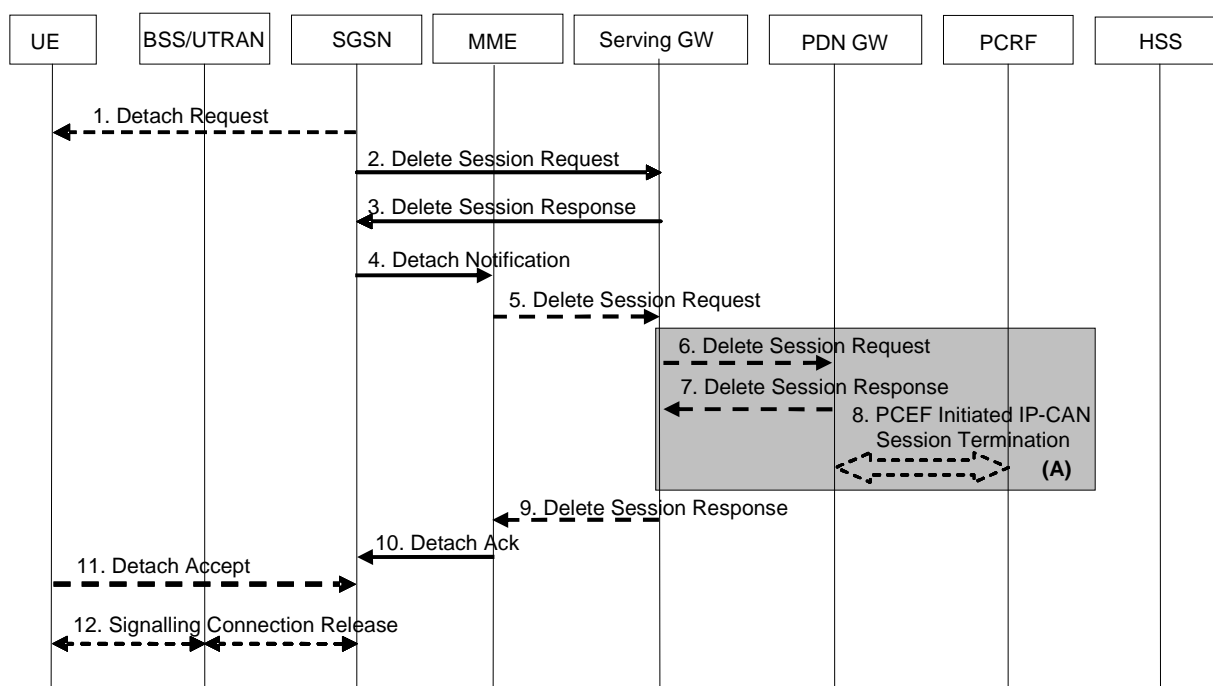 UE
BSS/UTRAN
SGSN
MME
Serving GW
PDN GW
PCRF
HSS
1. Detach Request
2. Delete Session Request
3. Delete Session Response
4. Detach Notification
5. Delete Session Request
6. Delete Session Request
7. Delete Session Response
8. PCEF Initiated IP-CAN
Session Termination
(A)
9. Delete Session Response
10. Detach Ack
11. Detach Accept
12. Signalling Connection Release